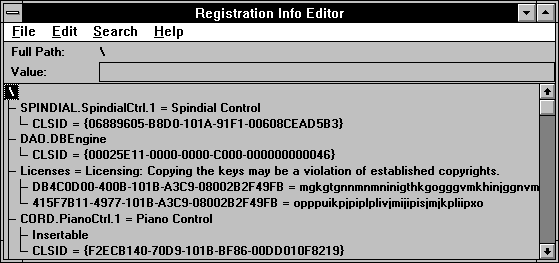 Registration Info Editor
File Edit Search Help
Full Path: \
Value:
\
SPINDIAL.SpindialCtrl.1 = Spindial Control
CLSID = {06889605-B8D0-101A-91F1-00608CEAD5B3}
DAO.DBEngine
CLSID = {00025E11-0000-0000-C000-000000000046}
Licenses = Licensing: Copying the keys may be a violation of established copyrights.
DB4C0D00-400B-101B-A3C9-08002B2F49FB = mgkgtgnnmnmninigthkgogggvmkhinjggnvm
415F7B11-4977-101B-A3C9-08002B2F49FB = opppuikpjpiplplivjmijipisjmjkpliipxo
CORD.PianoCtrl.1 = Piano Control
Insertable
CLSID = {F2ECB140-70D9-101B-BF86-00DD010F8219}